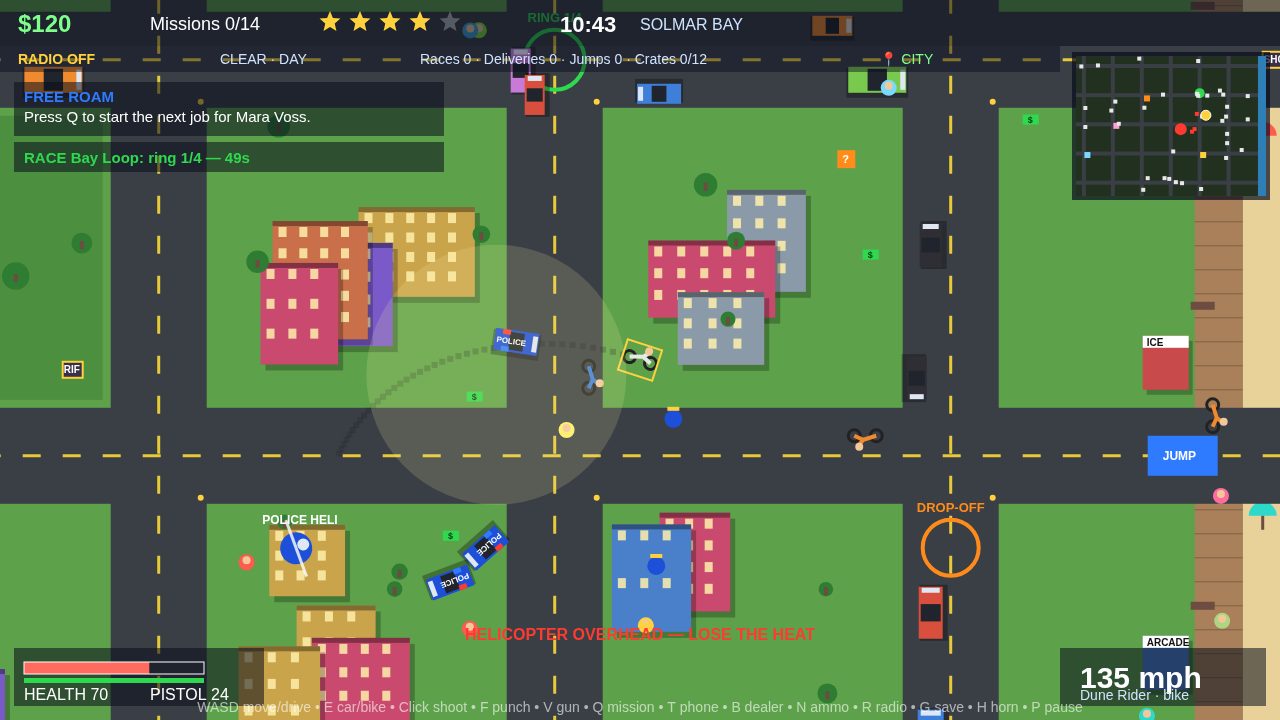 $120
Missions 0/14
RING 1/4
10:43
SOLMAR BAY
RADIO OFF
CLEAR · DAY
Races 0 · Deliveries 0 · Jumps 0 · Crates 0/12
📍 CITY
FREE ROAM
Press Q to start the next job for Mara Voss.
RACE Bay Loop: ring 1/4 — 49s
$
?
$
POLICE
ICE
RIF
$
JUMP
DROP-OFF
POLICE HELI
$
POLICE
POLICE
HELICOPTER OVERHEAD — LOSE THE HEAT
ARCADE
HEALTH 70
PISTOL 24
135 mph
Dune Rider · bike
WASD move/drive • E car/bike • Click shoot • F punch • V gun • Q mission • T phone • B dealer • N ammo • R radio • G save • H horn • P pause